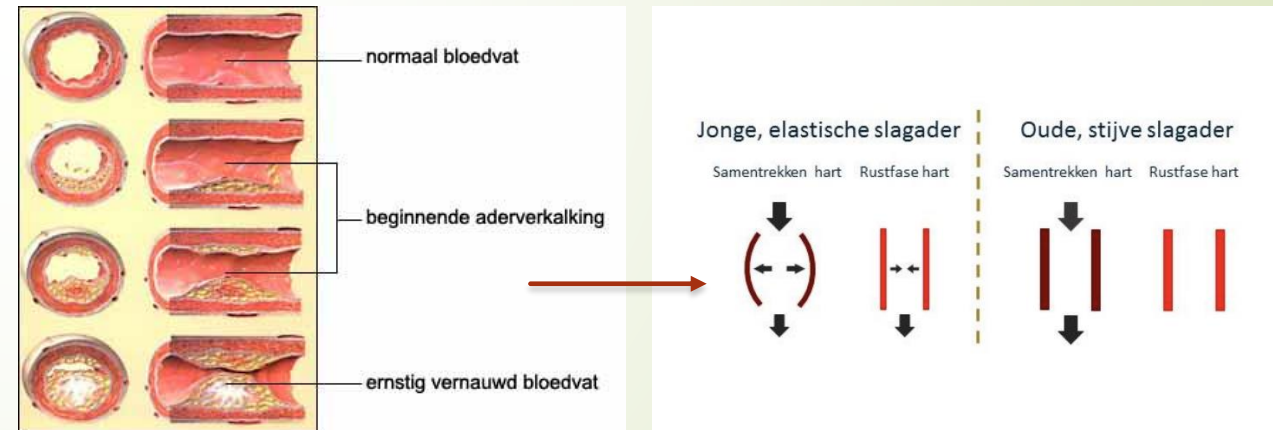 normaal bloedvat
beginnende aderverkalking
ernstig vernauwd bloedvat
Jonge, elastische slagader
Samentrekken hart Rustfase hart
Oude, stijve slagader
Samentrekken hart Rustfase hart